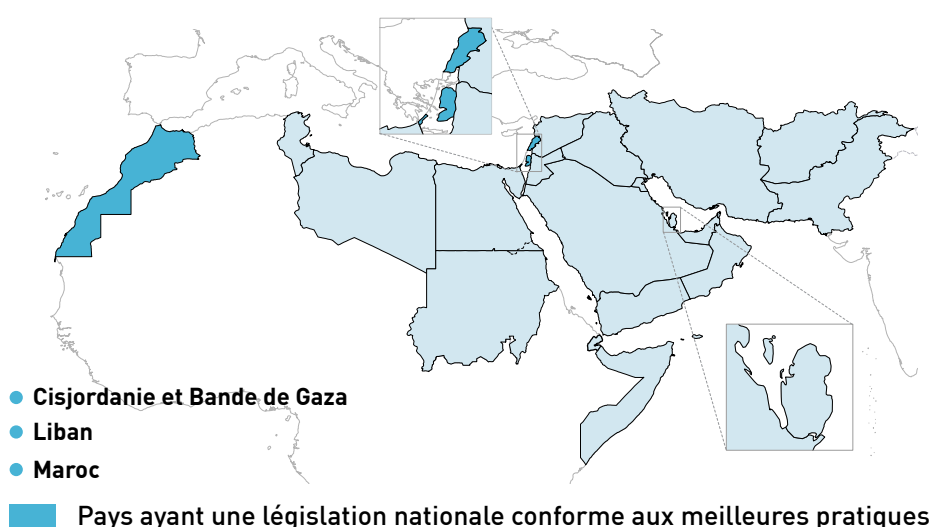 Cisjordanie et Bande de Gaza
Liban
Maroc
Pays ayant une législation nationale conforme aux meilleures pratiques